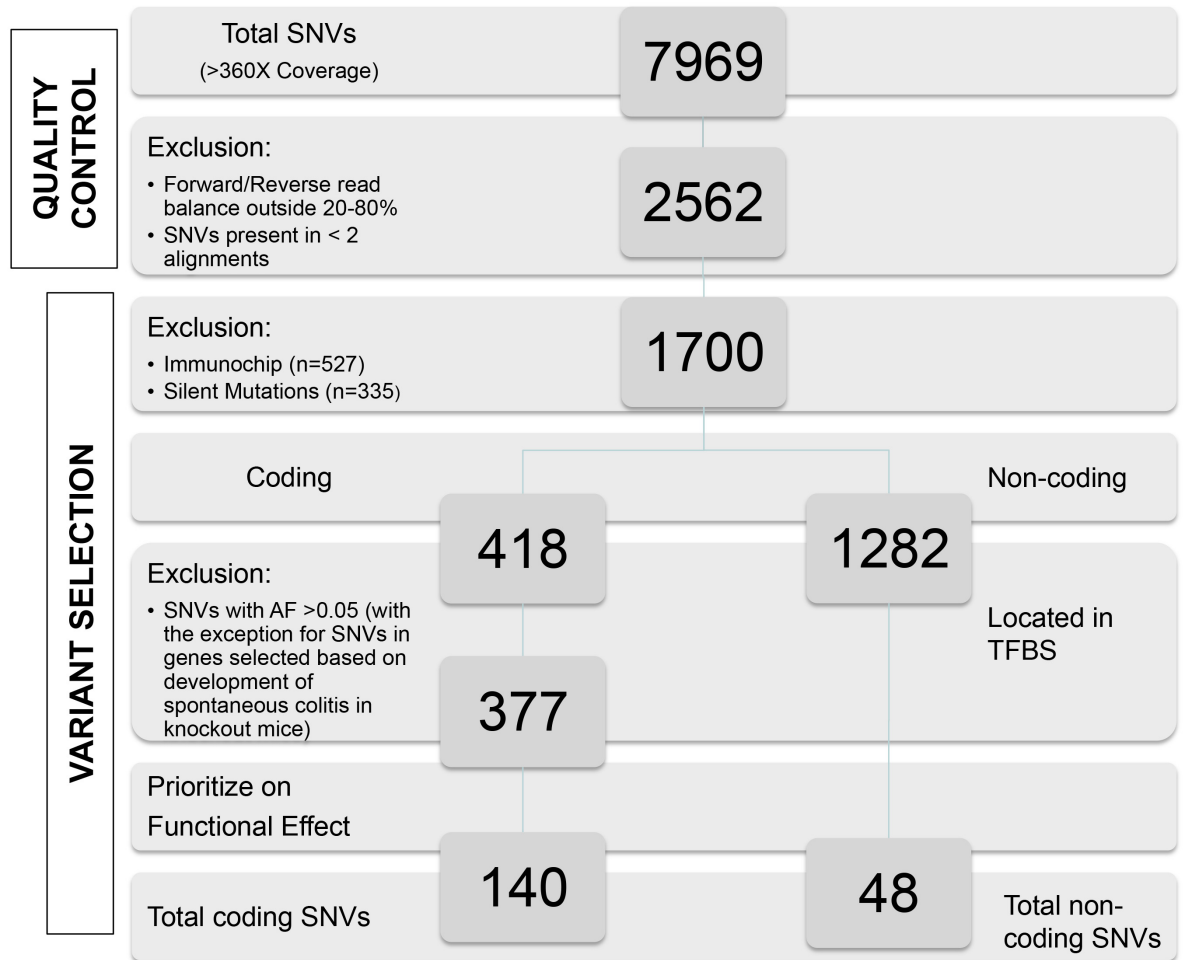 QUALITY
CONTROL
Total SNVs
(>360X Coverage)
7969
Exclusion:
• Forward/Reverse read
balance outside 20-80%
• SNVs present in < 2
alignments
2562
VARIANT SELECTION
Exclusion:
• Immunochip (n=527)
• Silent Mutations (n=335)
1700
Coding
Non-coding
418
1282
Exclusion:
• SNVs with AF >0.05 (with
the exception for SNVs in
genes selected based on
development of
spontaneous colitis in
knockout mice)
377
Located in
TFBS
Prioritize on
Functional Effect
Total coding SNVs
140
48
Total non-
coding SNVs